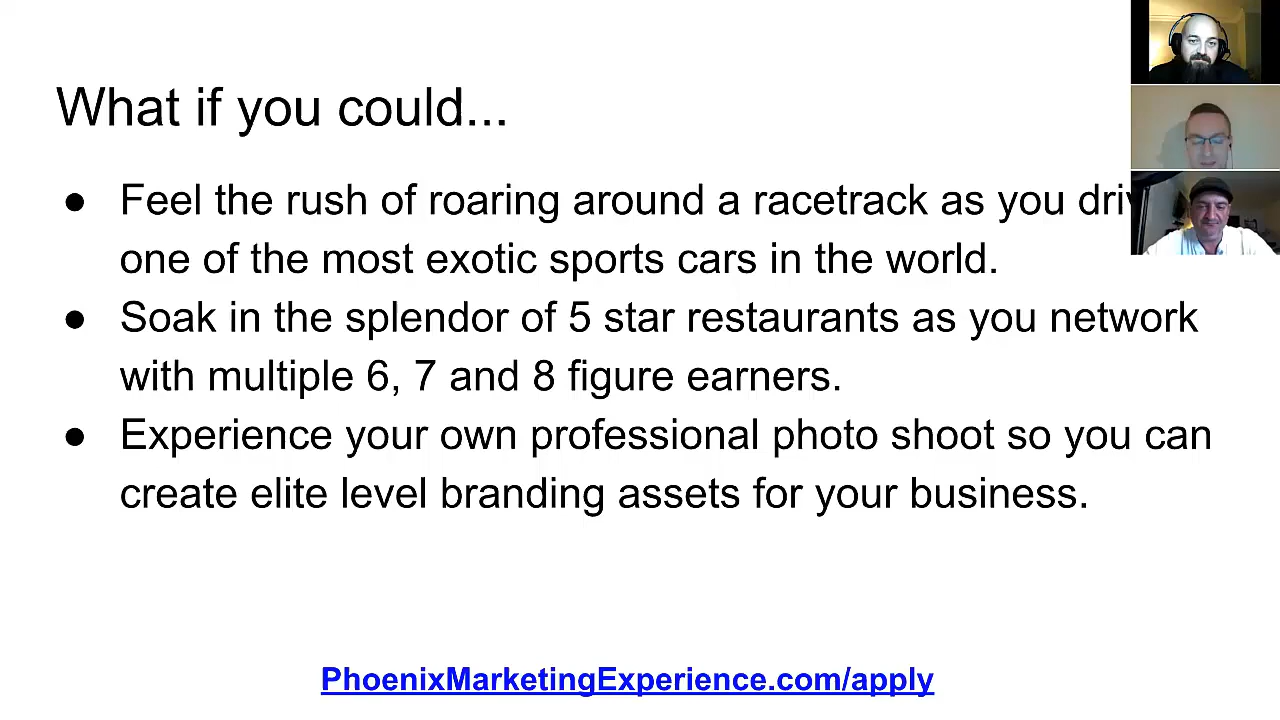 What if you could...
● Feel the rush of roaring around a racetrack as you driv
one of the most exotic sports cars in the world.
● Soak in the splendor of 5 star restaurants as you network
with multiple 6, 7 and 8 figure earners.
● Experience your own professional photo shoot so you can
create elite level branding assets for your business.
PhoenixMarketingExperience.com/apply